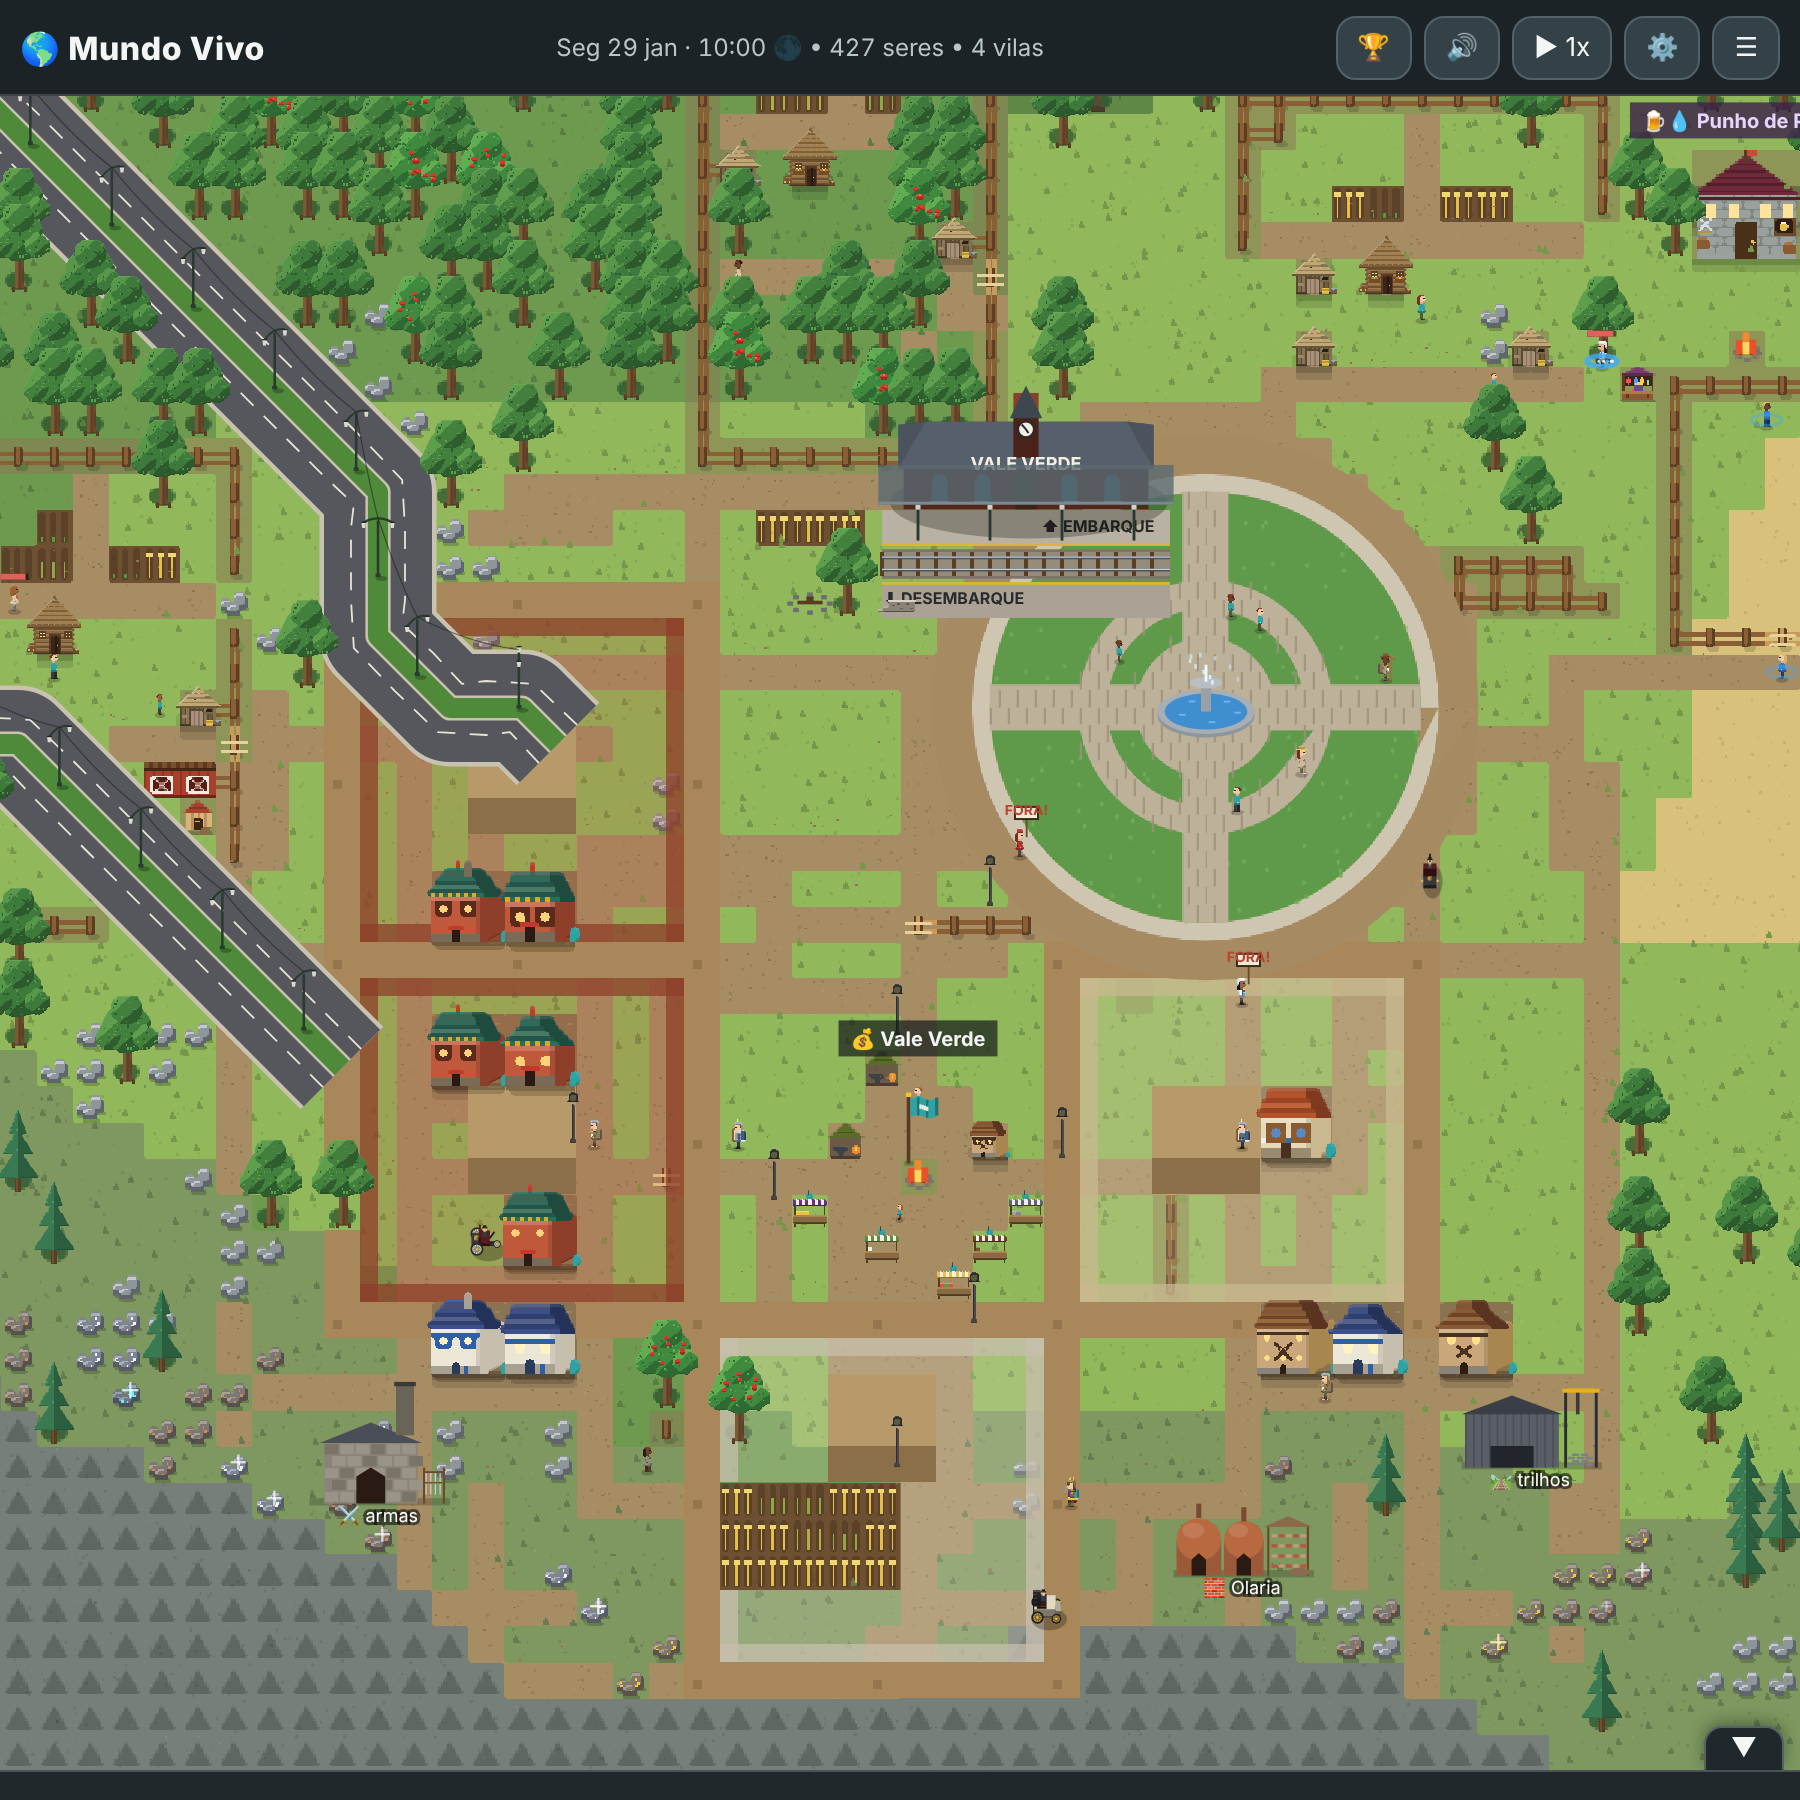 Mundo Vivo
Seg 29 jan · 10:00 • 427 seres • 4 vilas
1x
Punho de
VALE VERDE
EMBARQUE
DESEMBARQUE
FORA!
FORA!
Vale Verde
trilhos
armas
Olaria